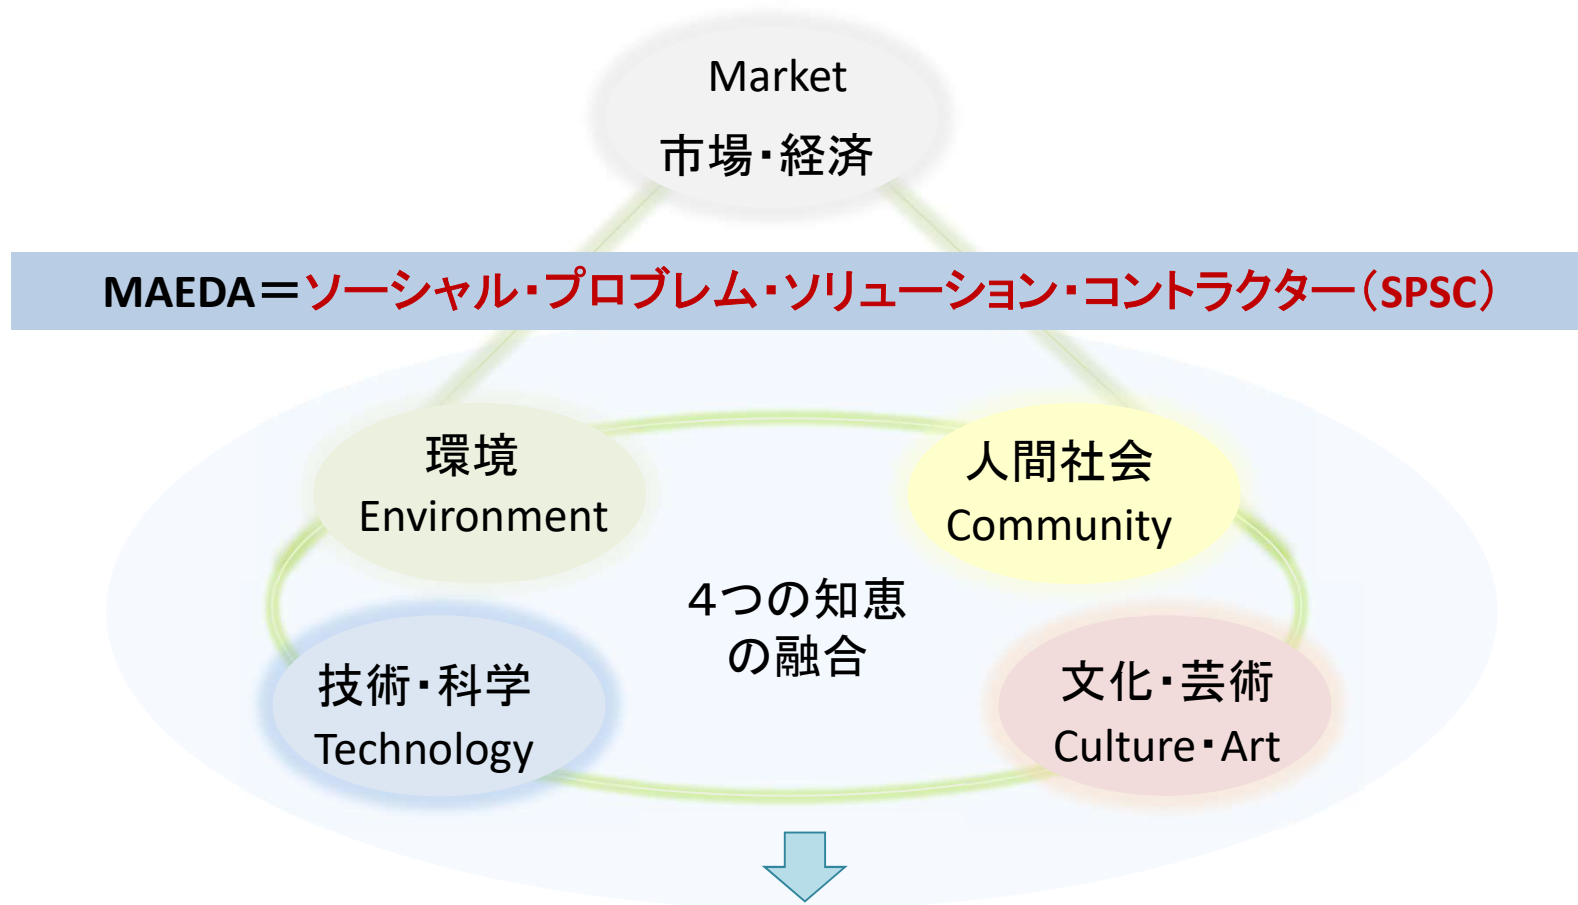 Market
市場・経済
MAEDA＝ソーシャル・プロブレム・ソリューション・コントラクター（SPSC）
環境
Environment
人間社会
Community
４つの知恵
の融合
技術・科学
Technology
文化・芸術
Culture・Art